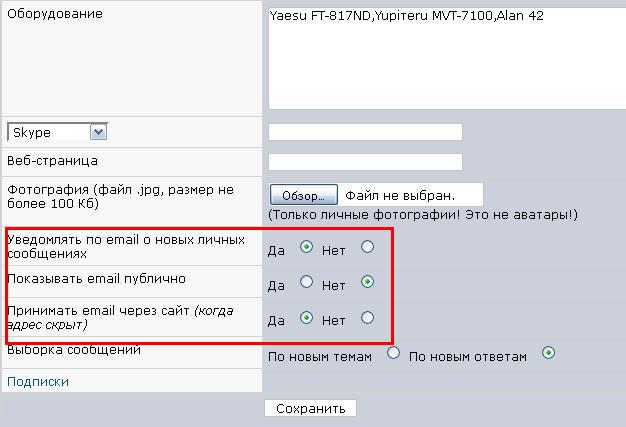 Оборудование
Yaesu FT-817ND,Yupiteru MVT-7100,Alan 42
Skype
Веб-страница
Фотография (файл .jpg, размер не
более 100 Кб)
Обзор... Файл не выбран.
(Только личные фотографии! Это не аватары!)
Уведомлять по email о новых личных
сообщениях
Да Нет
Показывать email публично
Да Нет
Принимать email через сайт (когда
адрес скрыт)
Да Нет
Выборка сообщений
По новым темам По новым ответам
Подписки
Сохранить